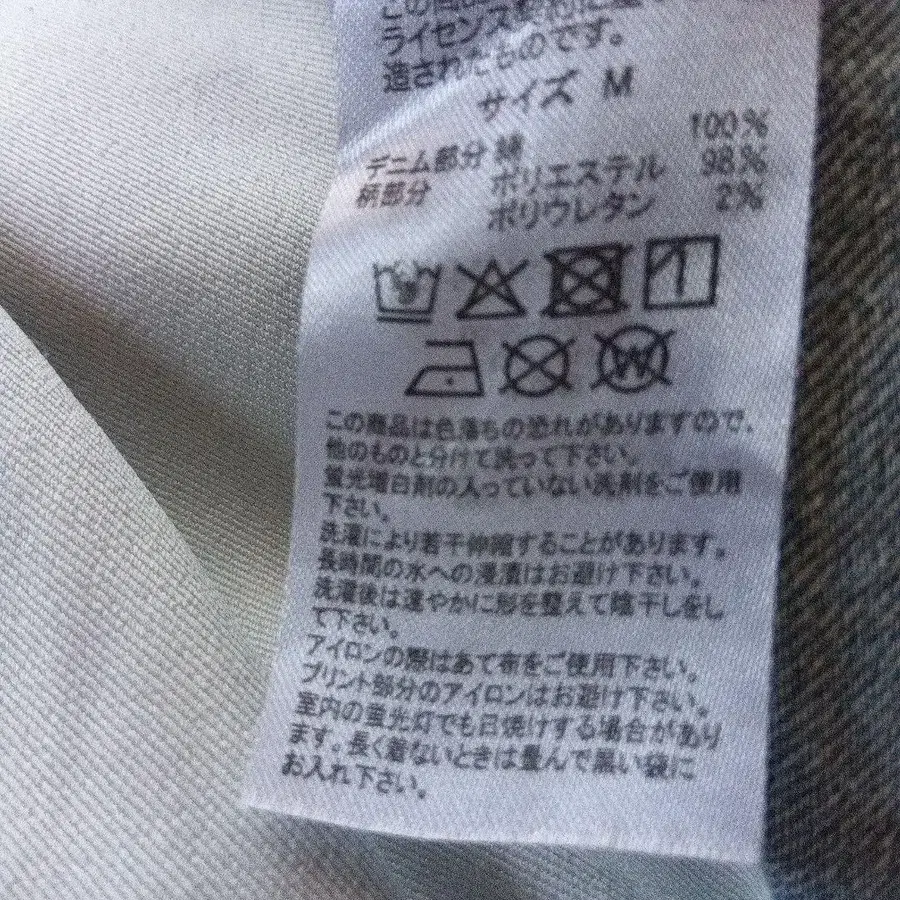 この商品
ライセンス
造されたものです。
サイズ M
デニム部分 綿 100%
柄部分 ポリエステル 98%
ポリウレタン 2%
W
この商品は色落ちの恐れがありますので、
他のものと分けて洗って下さい。
蛍光増白剤の入っていない洗剤をご使用
下さい。
洗濯により若干伸縮することがあります。
長時間の水への浸漬はお避け下さい。
洗濯後は速やかに形を整えて陰干しをし
て下さい。
アイロンの際はあて布をご使用下さい。
プリント部分のアイロンはお避け下さい。
室内の蛍光灯でも日焼けする場合があり
ます。長く着ないときは畳んで黒い袋に
お入れ下さい。